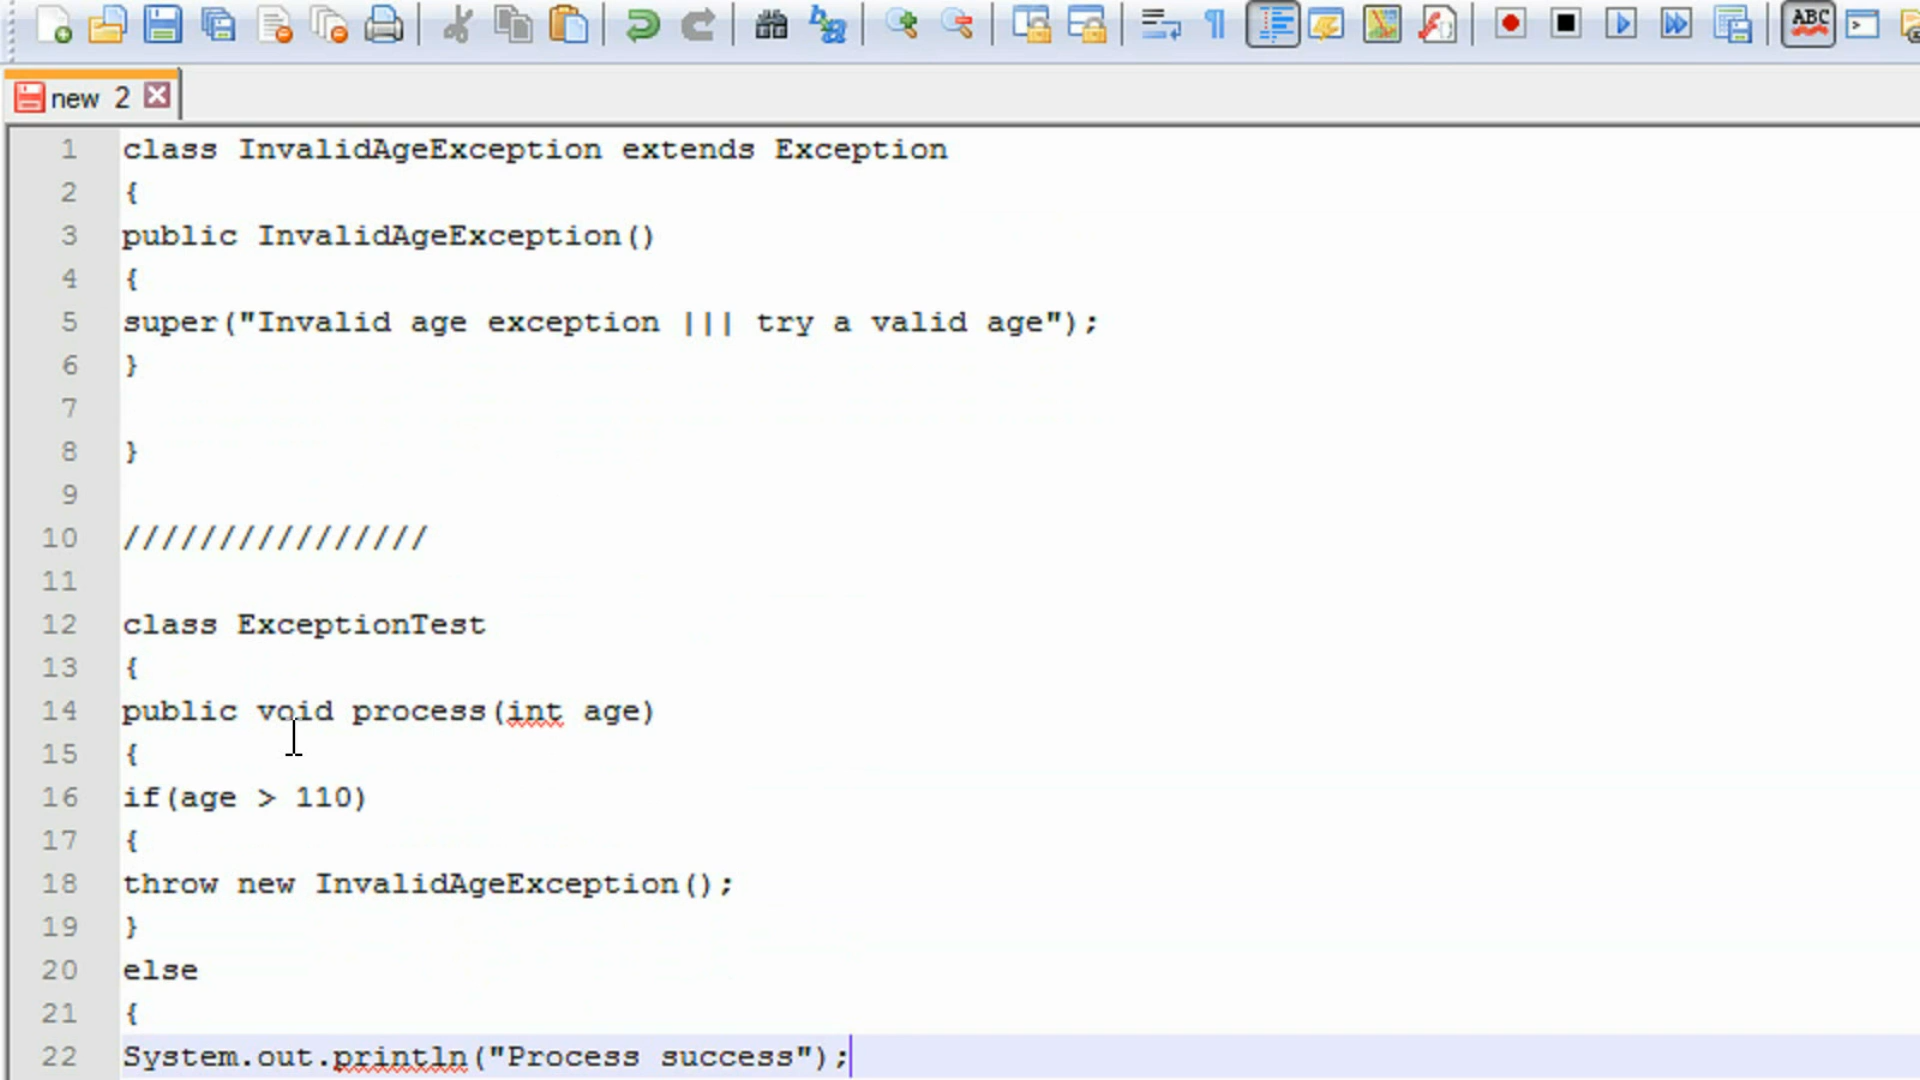 ABC
new 2
1 class InvalidAgeException extends Exception
2 {
3 public InvalidAgeException()
4 {
5 super("Invalid age exception ||| try a valid age");
6 }
7
8 }
9
10 ////////////////
11
12 class ExceptionTest
13 {
14 public void process(int age)
15 {
16 if(age > 110)
17 {
18 throw new InvalidAgeException();
19 }
20 else
21 {
22 System.out.println("Process success");